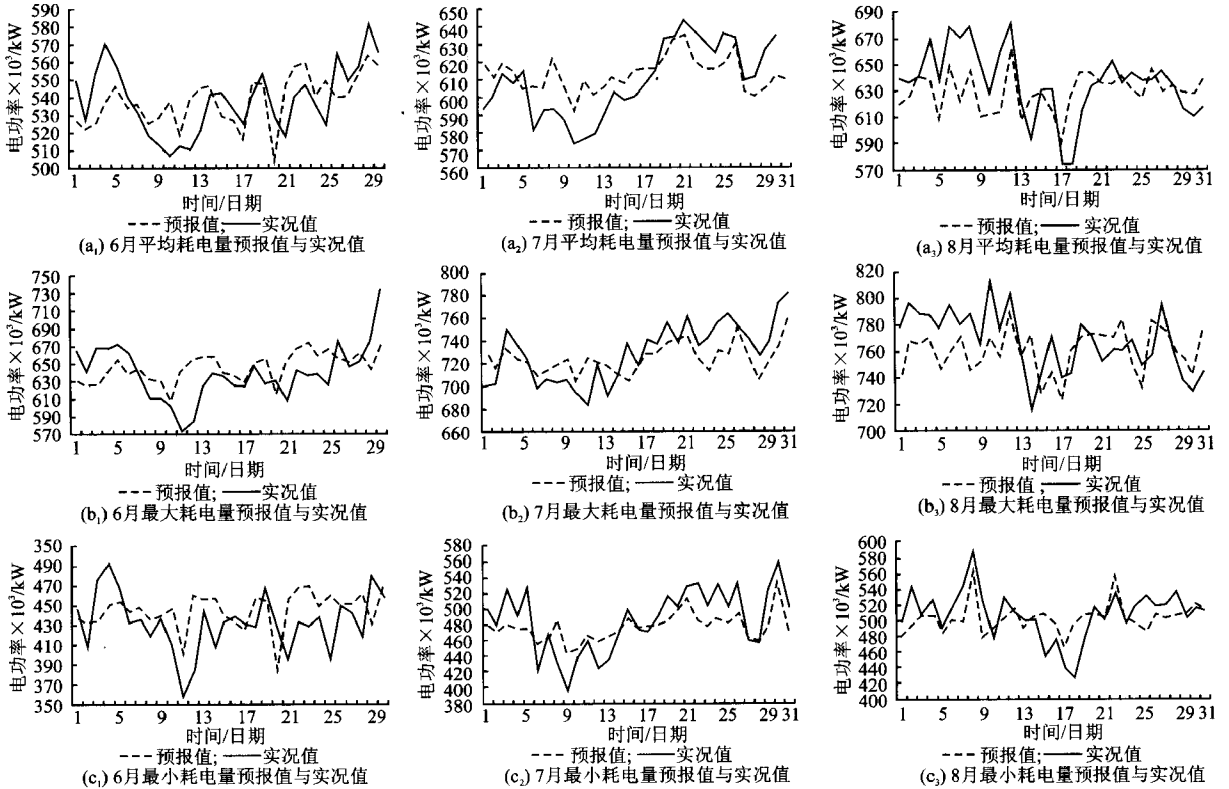 590
580
570
560
550
540
530
520
510
500
电功率×10³/kW
1 5 9 13 17 21 25 29
时间/日期
预报值; 实况值
(a₁) 6月平均耗电量预报值与实况值
650
640
630
620
610
600
590
580
570
560
电功率×10³/kW
1 5 9 13 17 21 25 29 31
时间/日期
预报值; 实况值
(a₂) 7月平均耗电量预报值与实况值
690
670
650
630
610
590
570
电功率×10³/kW
1 5 9 13 17 21 25 29 31
时间/日期
预报值; 实况值
(a₃) 8月平均耗电量预报值与实况值
750
730
710
690
670
650
630
610
590
570
电功率×10³/kW
1 5 9 13 17 21 25 29
时间/日期
预报值; 实况值
(b₁) 6月最大耗电量预报值与实况值
800
780
760
740
720
700
680
660
电功率×10³/kW
1 5 9 13 17 21 25 29 31
时间/日期
预报值; 实况值
(b₂) 7月最大耗电量预报值与实况值
820
800
780
760
740
720
700
电功率×10³/kW
1 5 9 13 17 21 25 29 31
时间/日期
预报值; 实况值
(b₃) 8月最大耗电量预报值与实况值
350
490
470
450
430
410
390
370
350
电功率×10³/kW
1 5 9 13 17 21 25 29
时间/日期
预报值; 实况值
(c₁) 6月最小耗电量预报值与实况值
580
560
540
520
500
480
460
440
420
400
380
电功率×10³/kW
1 5 9 13 17 21 25 29 31
时间/日期
预报值; 实况值
(c₂) 7月最小耗电量预报值与实况值
600
580
560
540
520
500
480
460
440
420
400
电功率×10³/kW
1 5 9 13 17 21 25 29 31
时间/日期
预报值; 实况值
(c₃) 8月最小耗电量预报值与实况值